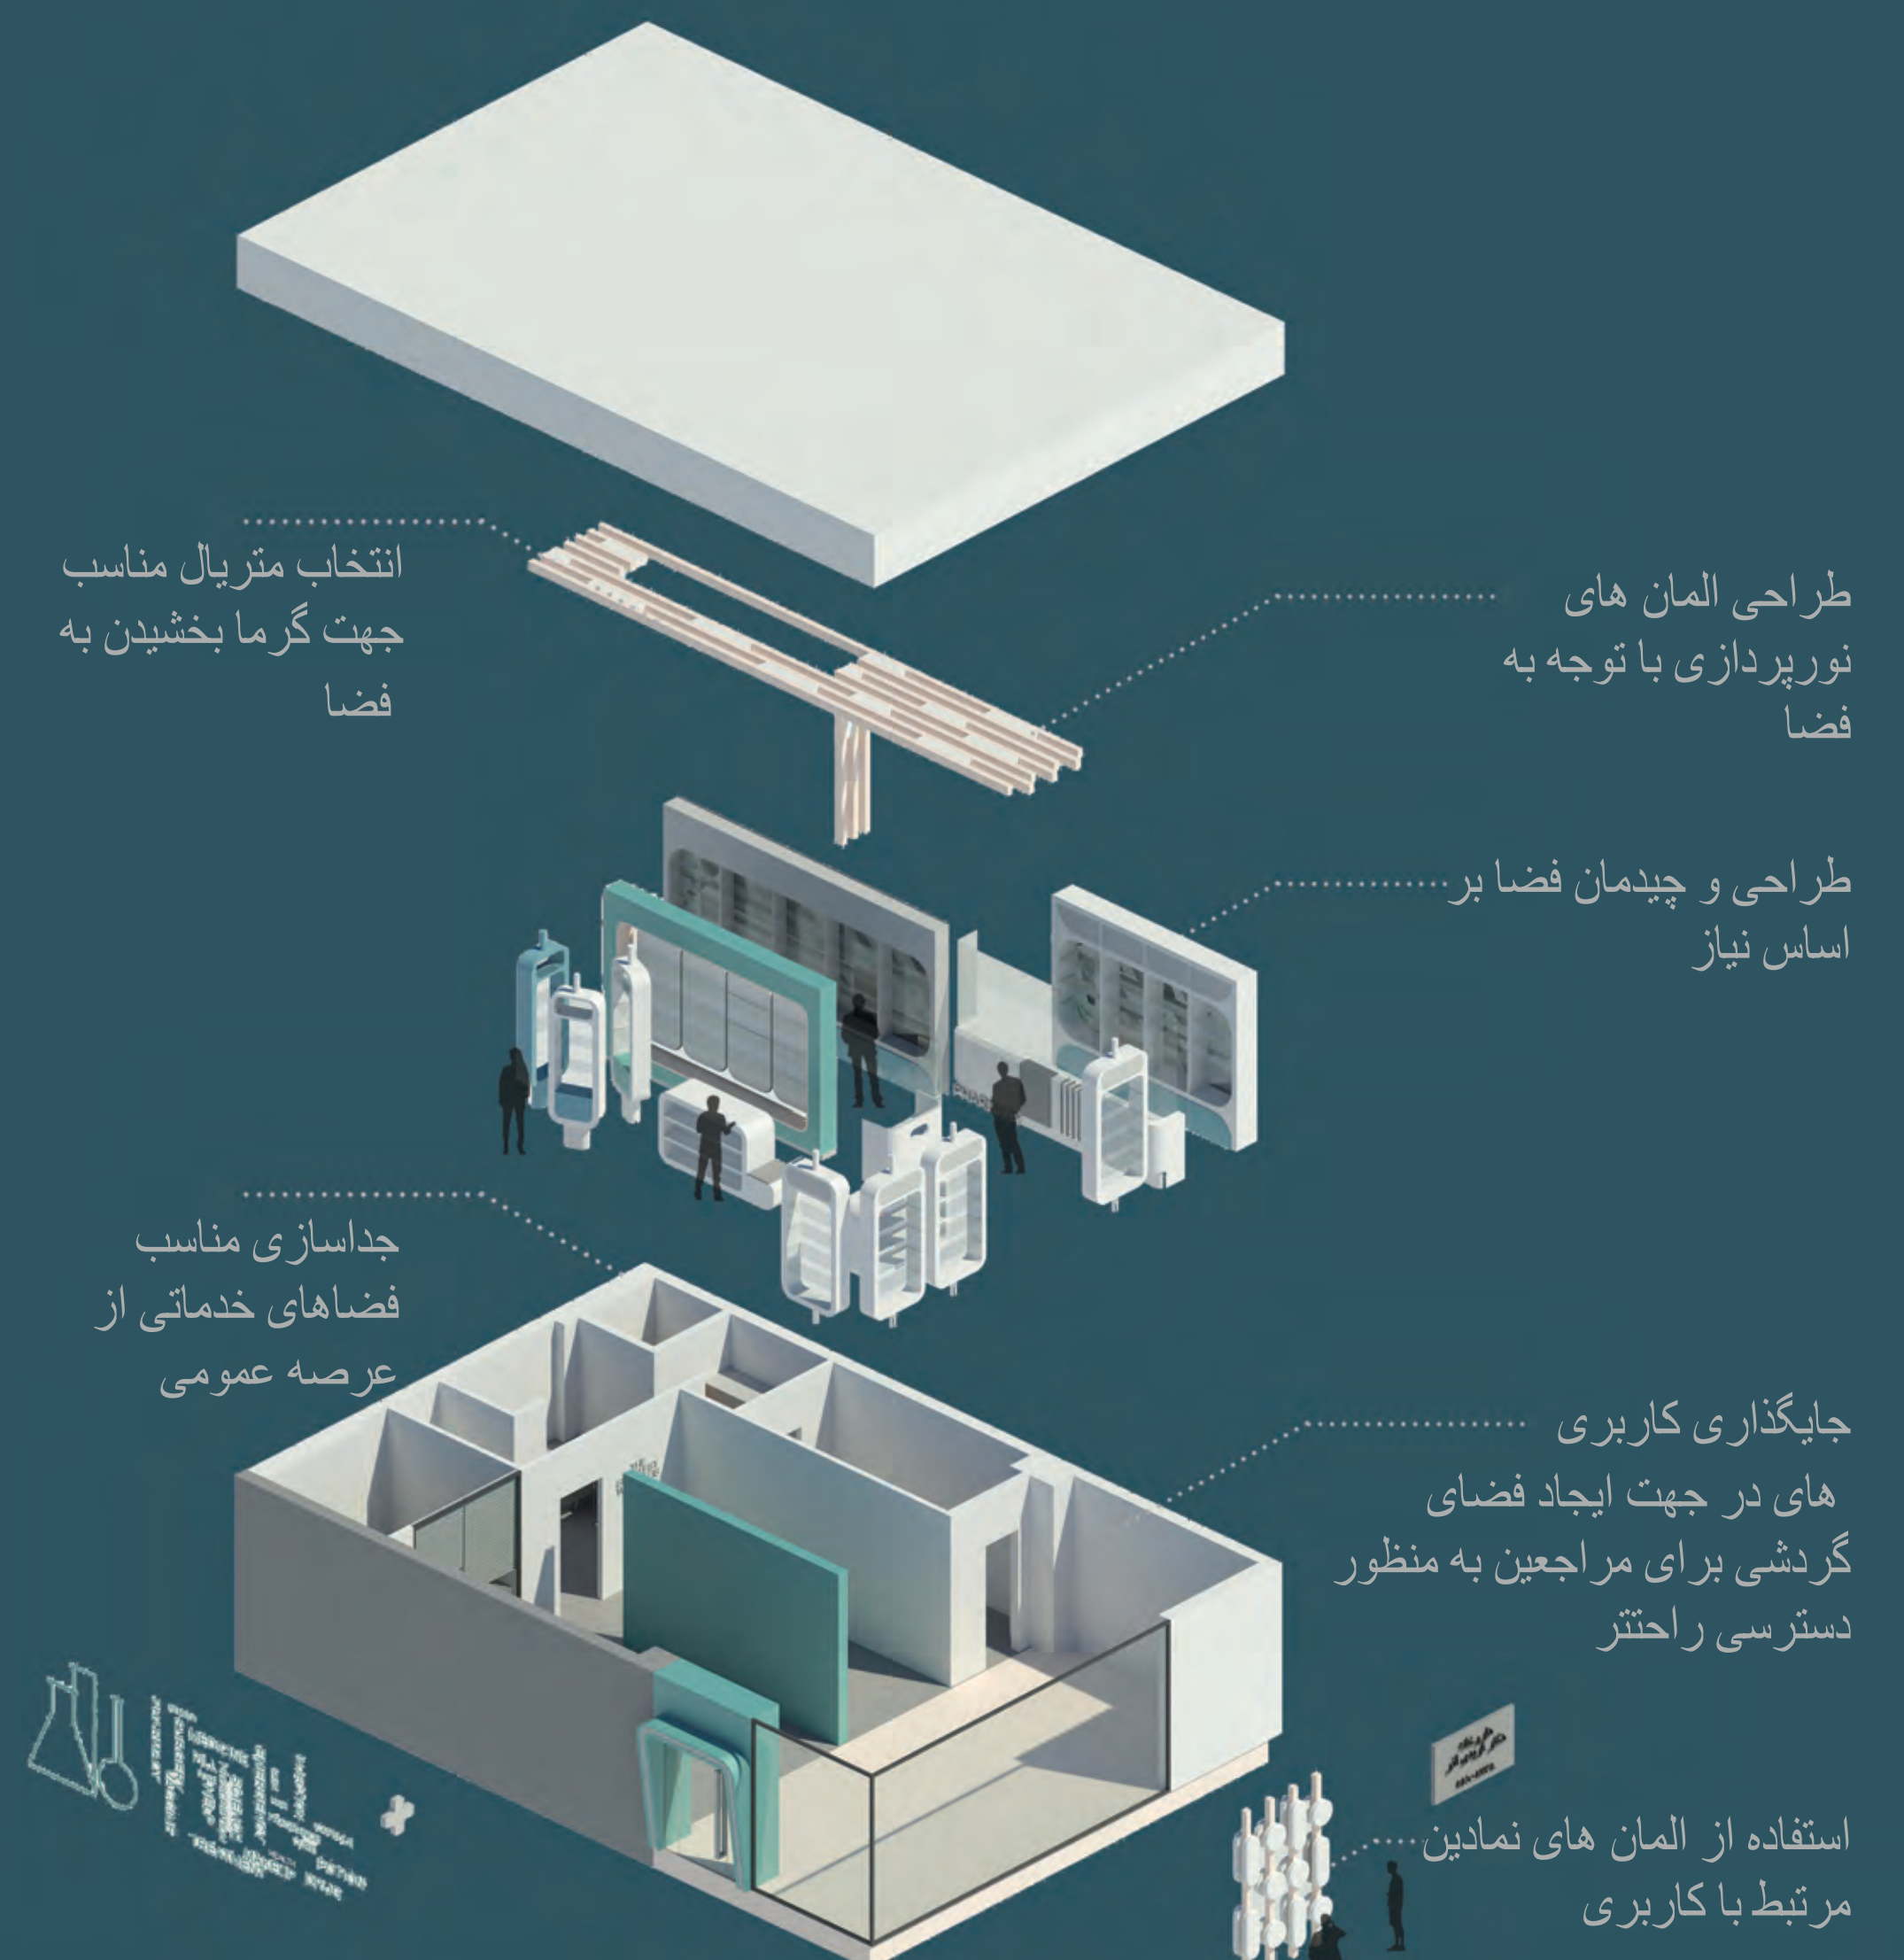 انتخاب متریال مناسب
جهت گرما بخشیدن به
فضا
طراحی المان های
نورپردازی با توجه به
فضا
طراحی و چیدمان فضا بر
اساس نیاز
جداسازی مناسب
فضاهای خدماتی از
عرصه عمومی
جایگذاری کاربری
های در جهت ایجاد فضای
گردشی برای مراجعین به منظور
دسترسی راحتتر
استفاده از المان های نمادین
مرتبط با کاربری